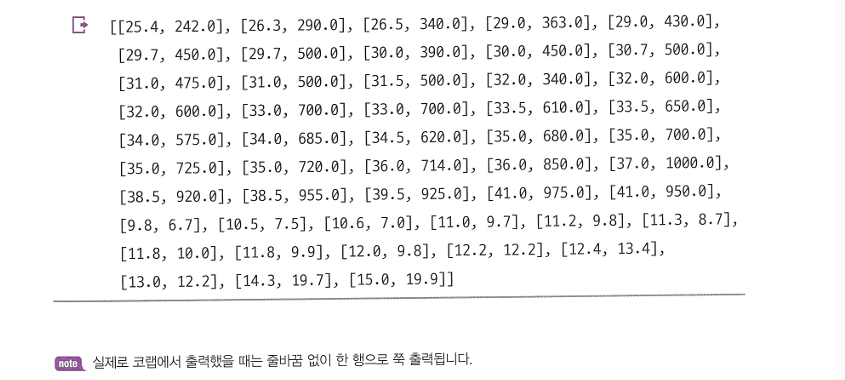 [[25.4, 242.0], [26.3, 290.0], [26.5, 340.0], [29.0, 363.0], [29.0, 430.0],
[29.7, 450.0], [29.7, 500.0], [30.0, 390.0], [30.0, 450.0], [30.7, 500.0],
[31.0, 475.0], [31.0, 500.0], [31.5, 500.0], [32.0, 340.0], [32.0, 600.0],
[32.0, 600.0], [33.0, 700.0], [33.0, 700.0], [33.5, 610.0], [33.5, 650.0],
[34.0, 575.0], [34.0, 685.0], [34.5, 620.0], [35.0, 680.0], [35.0, 700.0],
[35.0, 725.0], [35.0, 720.0], [36.0, 714.0], [36.0, 850.0], [37.0, 1000.0],
[38.5, 920.0], [38.5, 955.0], [39.5, 925.0], [41.0, 975.0], [41.0, 950.0],
[9.8, 6.7], [10.5, 7.5], [10.6, 7.0], [11.0, 9.7], [11.2, 9.8], [11.3, 8.7],
[11.8, 10.0], [11.8, 9.9], [12.0, 9.8], [12.2, 12.2], [12.4, 13.4],
[13.0, 12.2], [14.3, 19.7], [15.0, 19.9]]
note 실제로 코랩에서 출력했을 때는 줄바꿈 없이 한 행으로 쭉 출력됩니다.